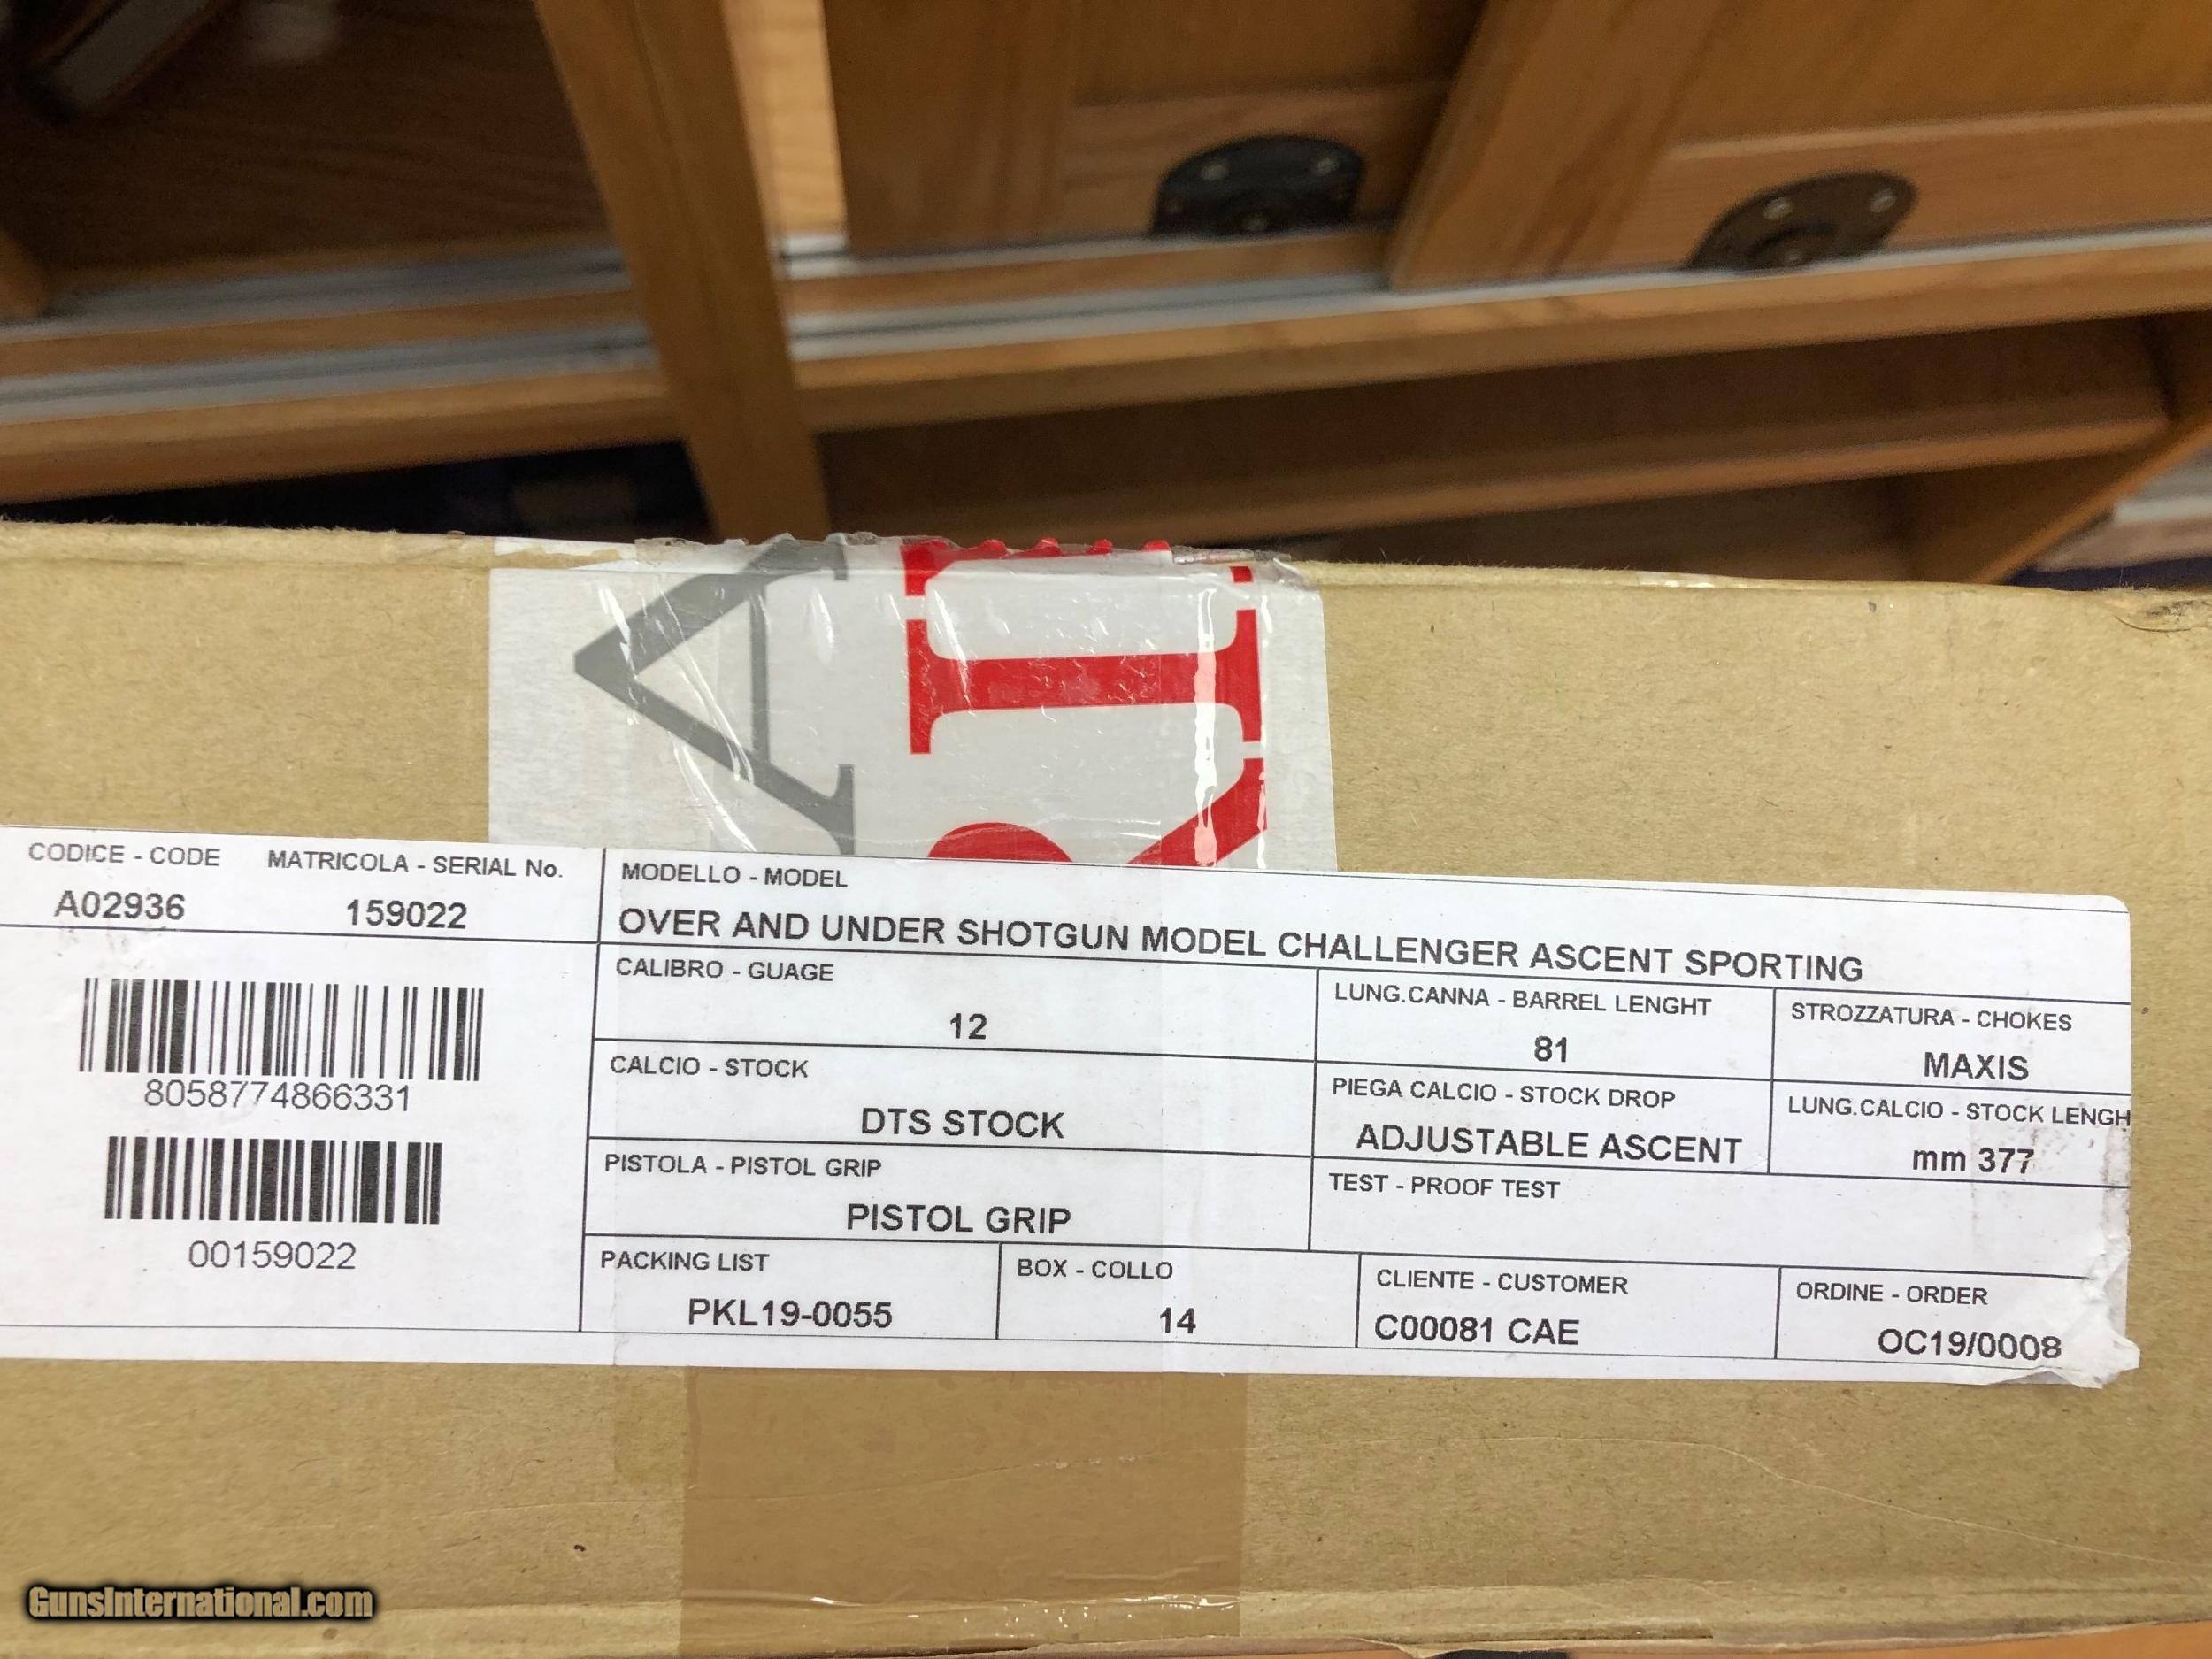 A
RI
CODICE - CODE MATRICOLA - SERIAL No.
A02936 159022
MODELLO - MODEL
OVER AND UNDER SHOTGUN MODEL CHALLENGER ASCENT SPORTING
CALIBRO - GUAGE
12
LUNG.CANNA - BARREL LENGHT
81
STROZZATURA - CHOKES
MAXIS
8058774866331
CALCIO - STOCK
DTS STOCK
PIEGA CALCIO - STOCK DROP
ADJUSTABLE ASCENT
LUNG.CALCIO - STOCK LENGH
mm 377
00159022
PISTOLA - PISTOL GRIP
PISTOL GRIP
TEST - PROOF TEST
PACKING LIST
PKL19-0055
BOX - COLLO
14
CLIENTE - CUSTOMER
C00081 CAE
ORDINE - ORDER
OC19/0008
GunsInternational.com